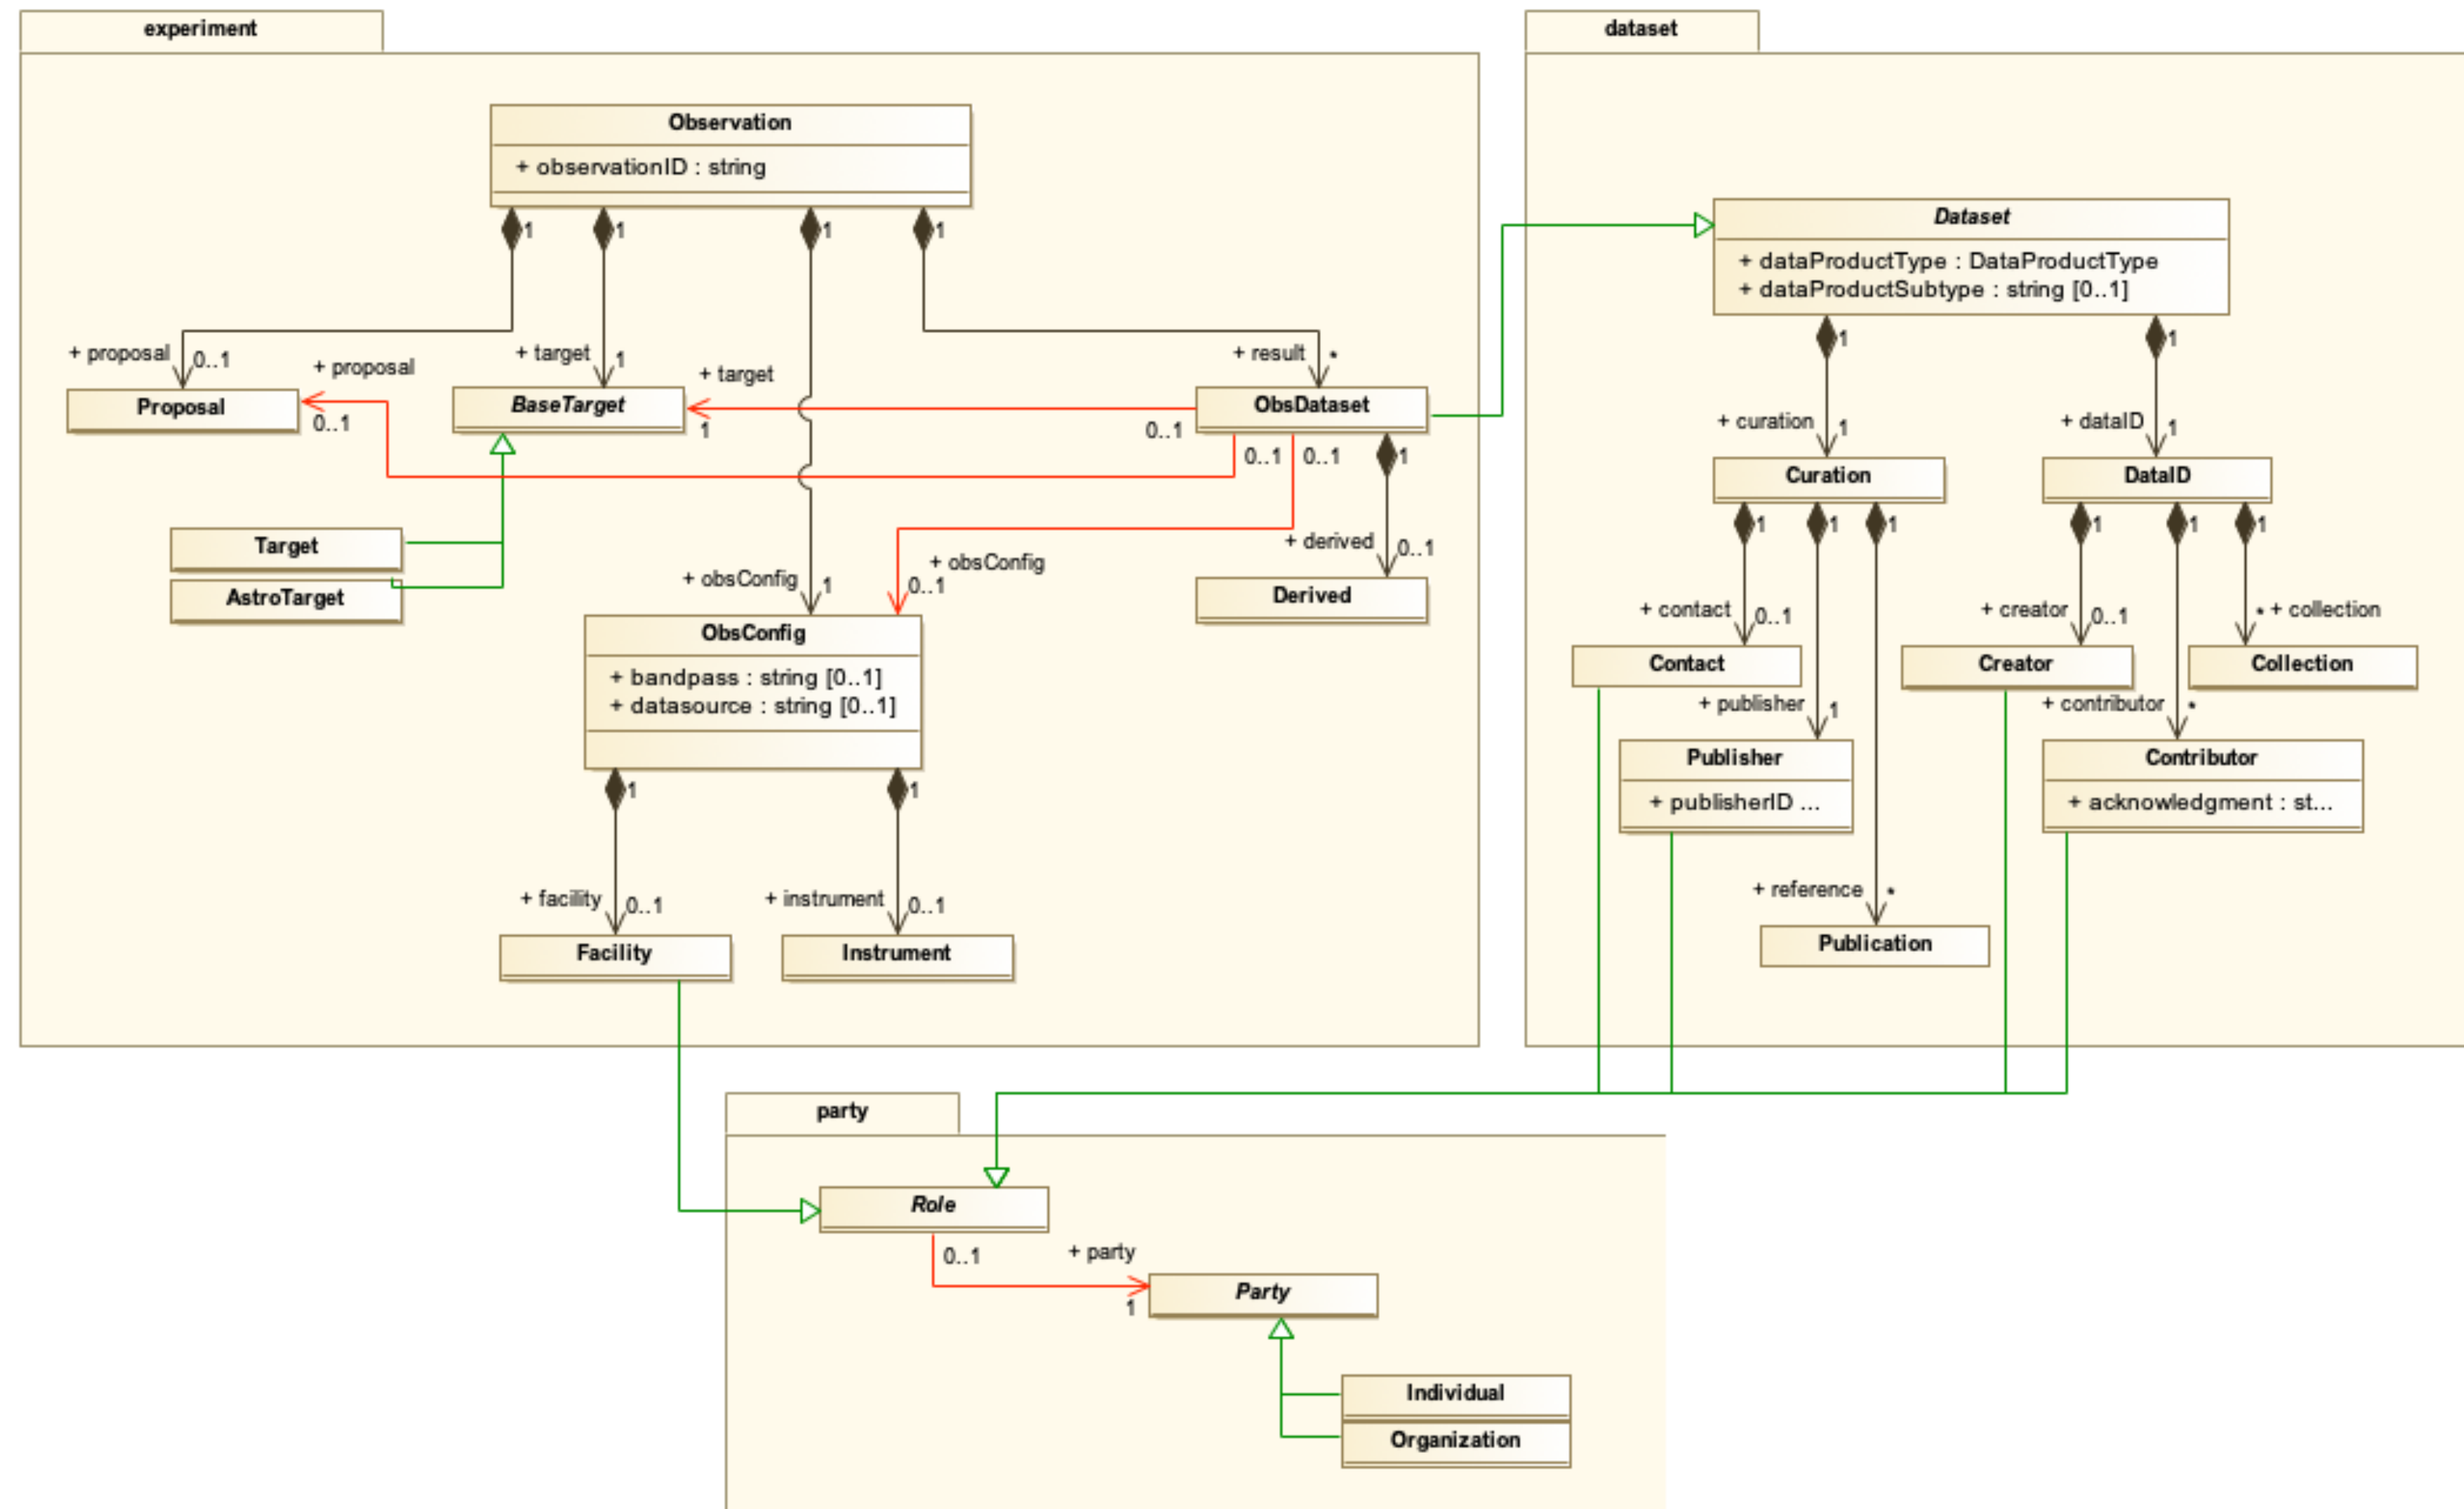 experiment
dataset
Observation
+ observationID : string
1
1
1
1
Dataset
+ dataProductType : DataProductType
+ dataProductSubtype : string [0..1]
1
1
+ proposal
0..1
+ proposal
0..1
+ target
1
+ target
1
+ result
*
Proposal
BaseTarget
ObsDataset
0..1
0..1
0..1
1
+ curation
1
+ dataID
1
Curation
DataID
1
1
1
1
1
1
Target
AstroTarget
+ obsConfig
1
+ obsConfig
0..1
+ derived
0..1
Derived
ObsConfig
+ bandpass : string [0..1]
+ datasource : string [0..1]
1
1
+ contact
0..1
+ creator
0..1
* + collection
Contact
Creator
Collection
+ publisher
1
+ contributor
*
Publisher
+ publisherID ...
Contributor
+ acknowledgment : st...
+ facility
0..1
+ instrument
0..1
+ reference
*
Facility
Instrument
Publication
party
Role
0..1
+ party
1
Party
Individual
Organization